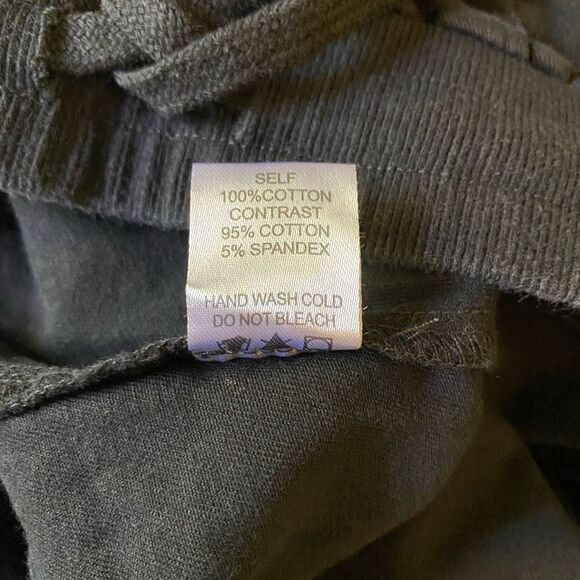 SELF
100%COTTON
CONTRAST
95% COTTON
5% SPANDEX
HAND WASH COLD
DO NOT BLEACH